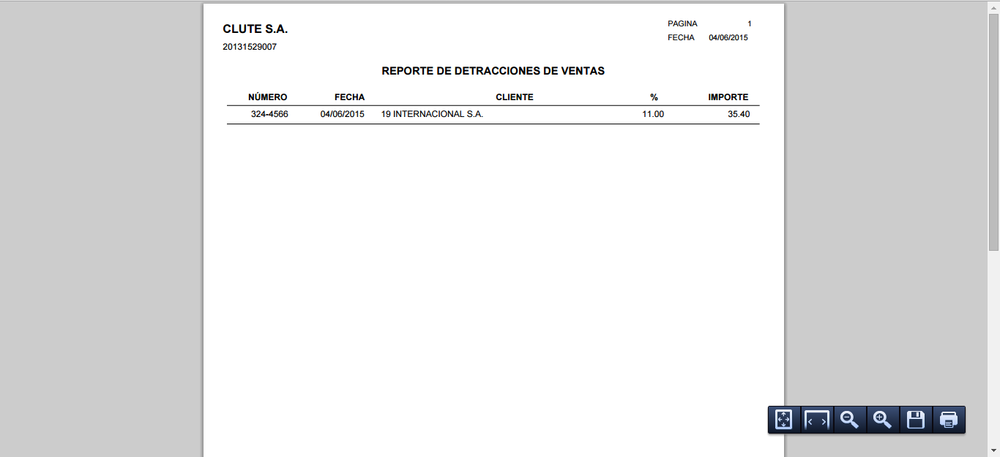 CLUTE S.A.
20131529007
PAGINA 1
FECHA 04/06/2015
REPORTE DE DETRACCIONES DE VENTAS
NÚMERO FECHA CLIENTE % IMPORTE
324-4566 04/06/2015 19 INTERNACIONAL S.A. 11.00 35.40